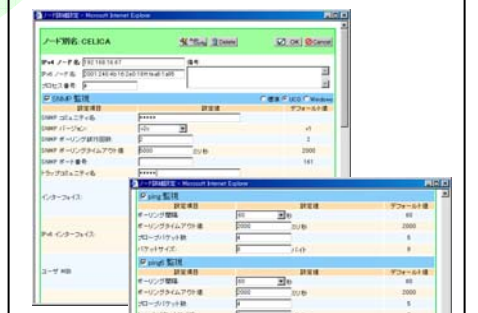 ノード詳細設定 - Microsoft Internet Explorer
ノード別名: CELICA
Delete
OK
Cancel
IPv4 ノード名
備考
IPv6 ノード名
プロセス番号
SNMP 監視
標準 UCD Windows
設定項目 設定値 デフォルト値
SNMP コミュニティ名 *****
SNMP バージョン v2c v1
SNMP ポーリング試行回数 2
SNMP ポーリングタイムアウト値 5000 ミリ秒 2000
SNMP ポート番号 161
トラップコミュニティ名 *****
インターフェイス:
IPv4 インターフェイス:
ユーザ MIB
ノード詳細設定 - Microsoft Internet Explorer
ping 監視
設定項目 設定値 デフォルト値
ポーリング間隔 60 秒 60
ポーリングタイムアウト値 2000 ミリ秒 2000
プローブパケット数 5
パケットサイズ バイト
ping6 監視
設定項目 設定値 デフォルト値
ポーリング間隔 60 秒 60
ポーリングタイムアウト値 2000 ミリ秒 2000
プローブパケット数 5